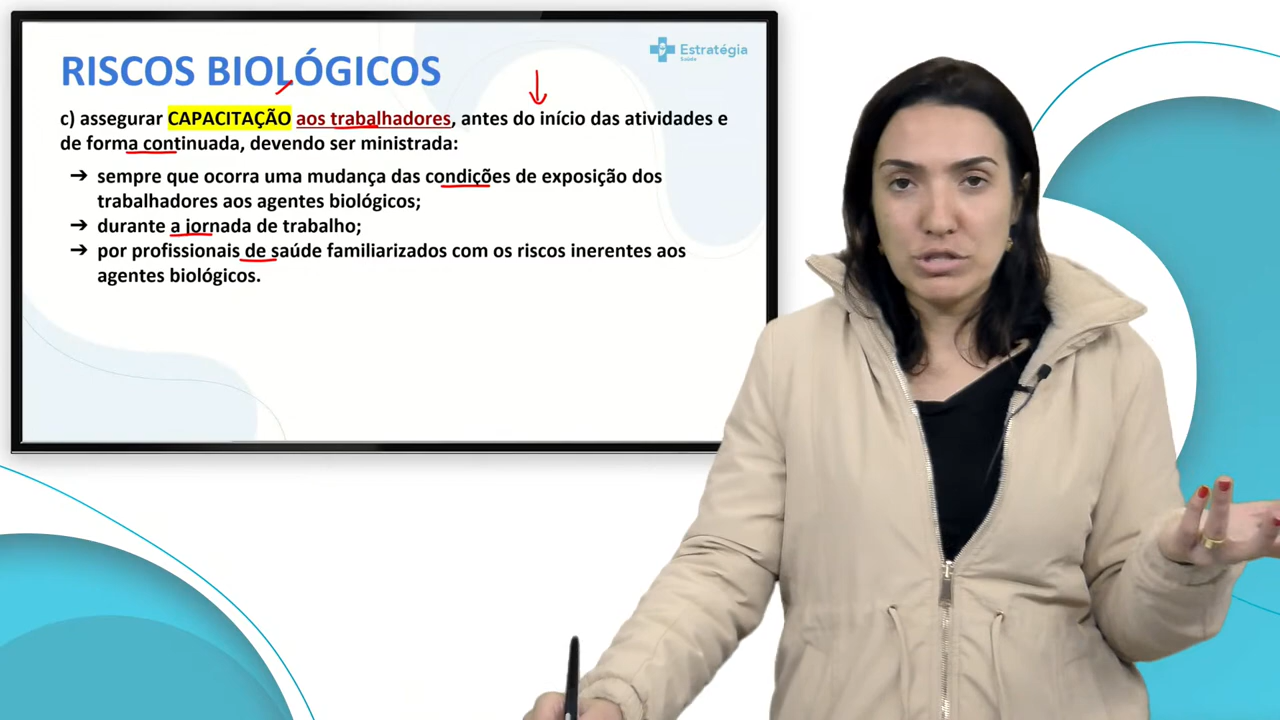 RISCOS BIOLÓGICOS
Estratégia
Saúde
c) assegurar CAPACITAÇÃO aos trabalhadores, antes do início das atividades e
de forma continuada, devendo ser ministrada:
➔ sempre que ocorra uma mudança das condições de exposição dos
trabalhadores aos agentes biológicos;
➔ durante a jornada de trabalho;
➔ por profissionais de saúde familiarizados com os riscos inerentes aos
agentes biológicos.